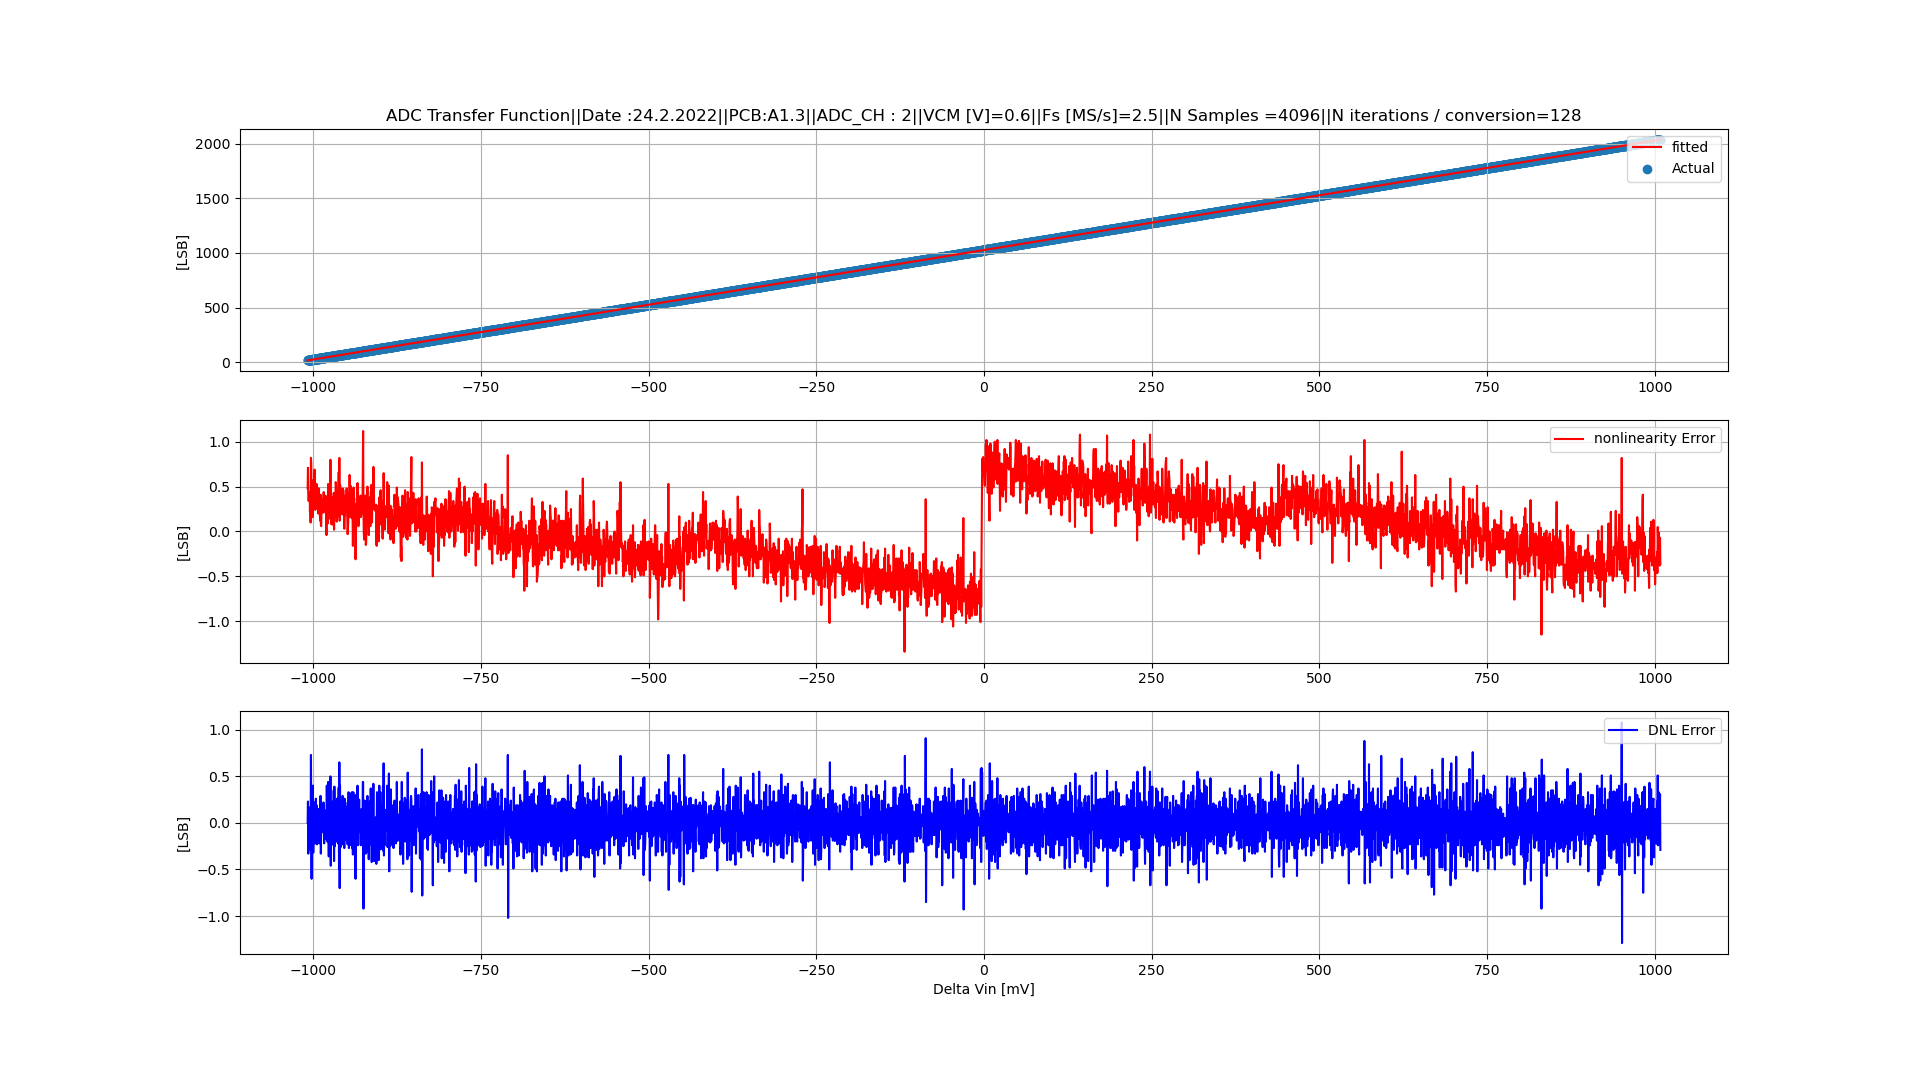 ADC Transfer Function||Date :24.2.2022||PCB:A1.3||ADC_CH : 2||VCM [V]=0.6||Fs [MS/s]=2.5||N Samples =4096||N iterations / conversion=128
2000
1500
1000
500
0
[LSB]
fitted
Actual
−1000 −750 −500 −250 0 250 500 750 1000
1.0
0.5
0.0
−0.5
−1.0
[LSB]
nonlinearity Error
−1000 −750 −500 −250 0 250 500 750 1000
1.0
0.5
0.0
−0.5
−1.0
[LSB]
DNL Error
−1000 −750 −500 −250 0 250 500 750 1000
Delta Vin [mV]